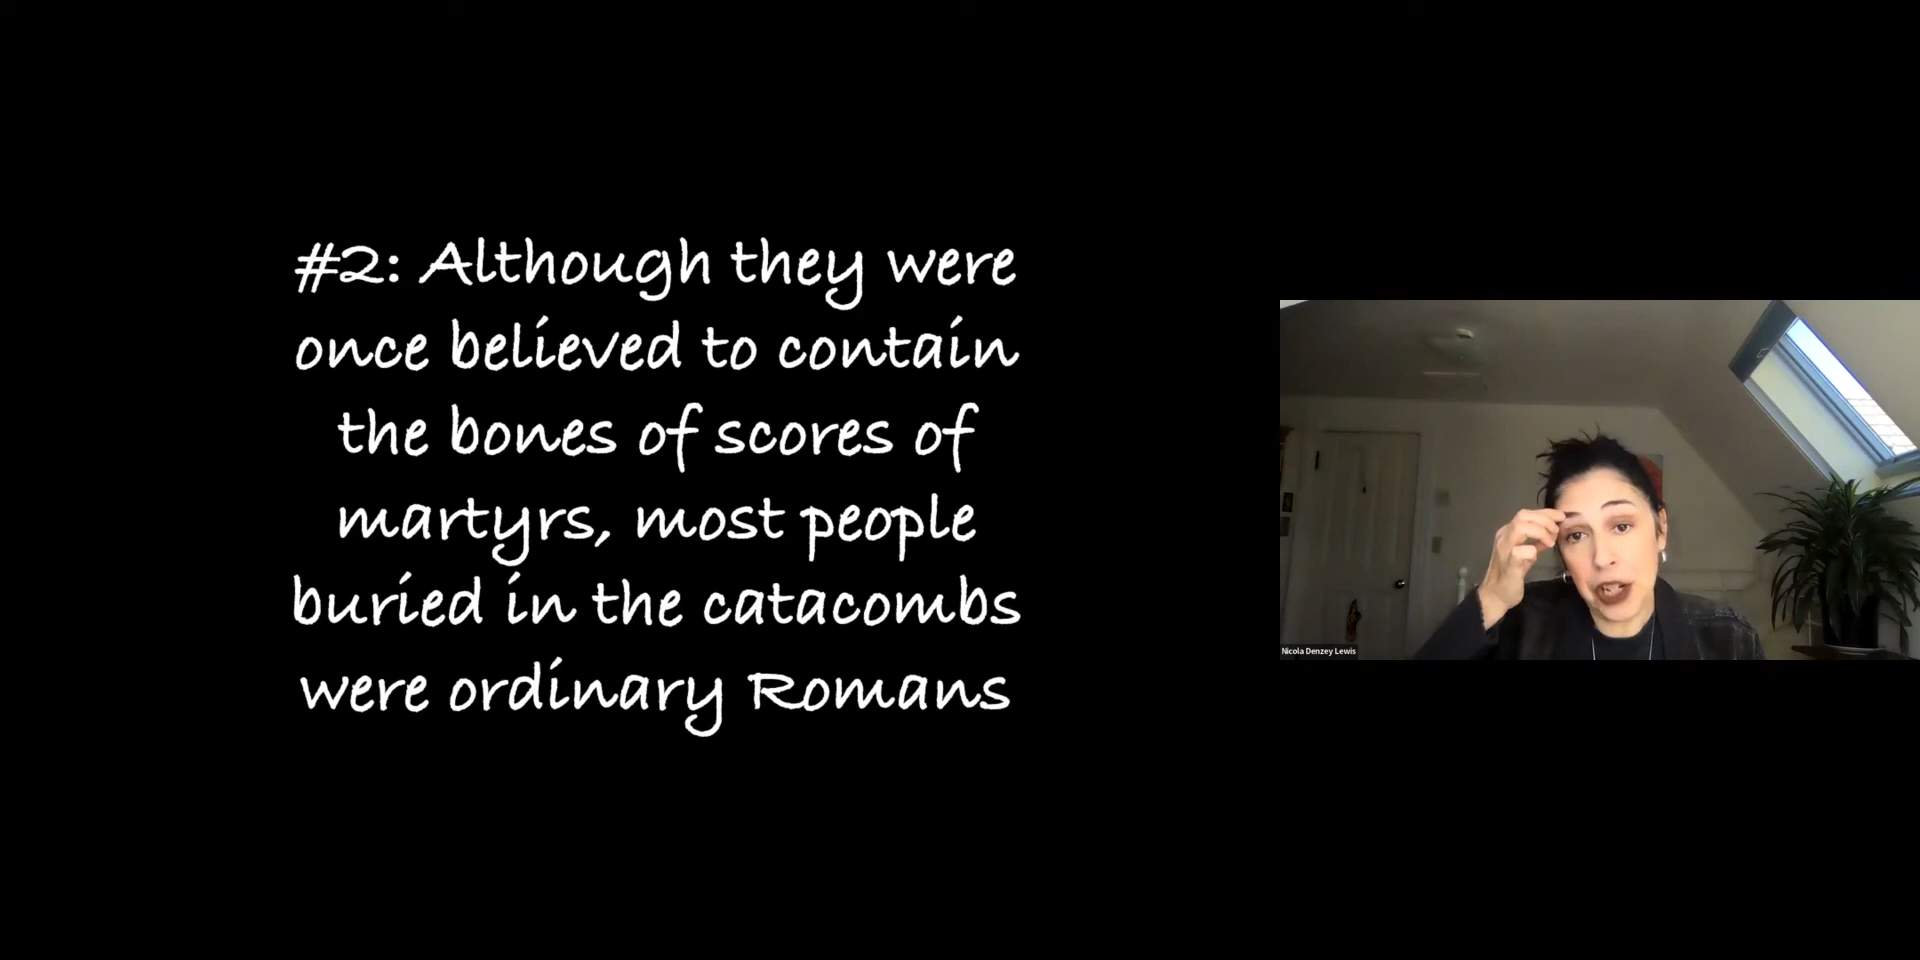 #2: Although they were
once believed to contain
the bones of scores of
martyrs, most people
buried in the catacombs
were ordinary Romans
Nicola Denzey Lewis